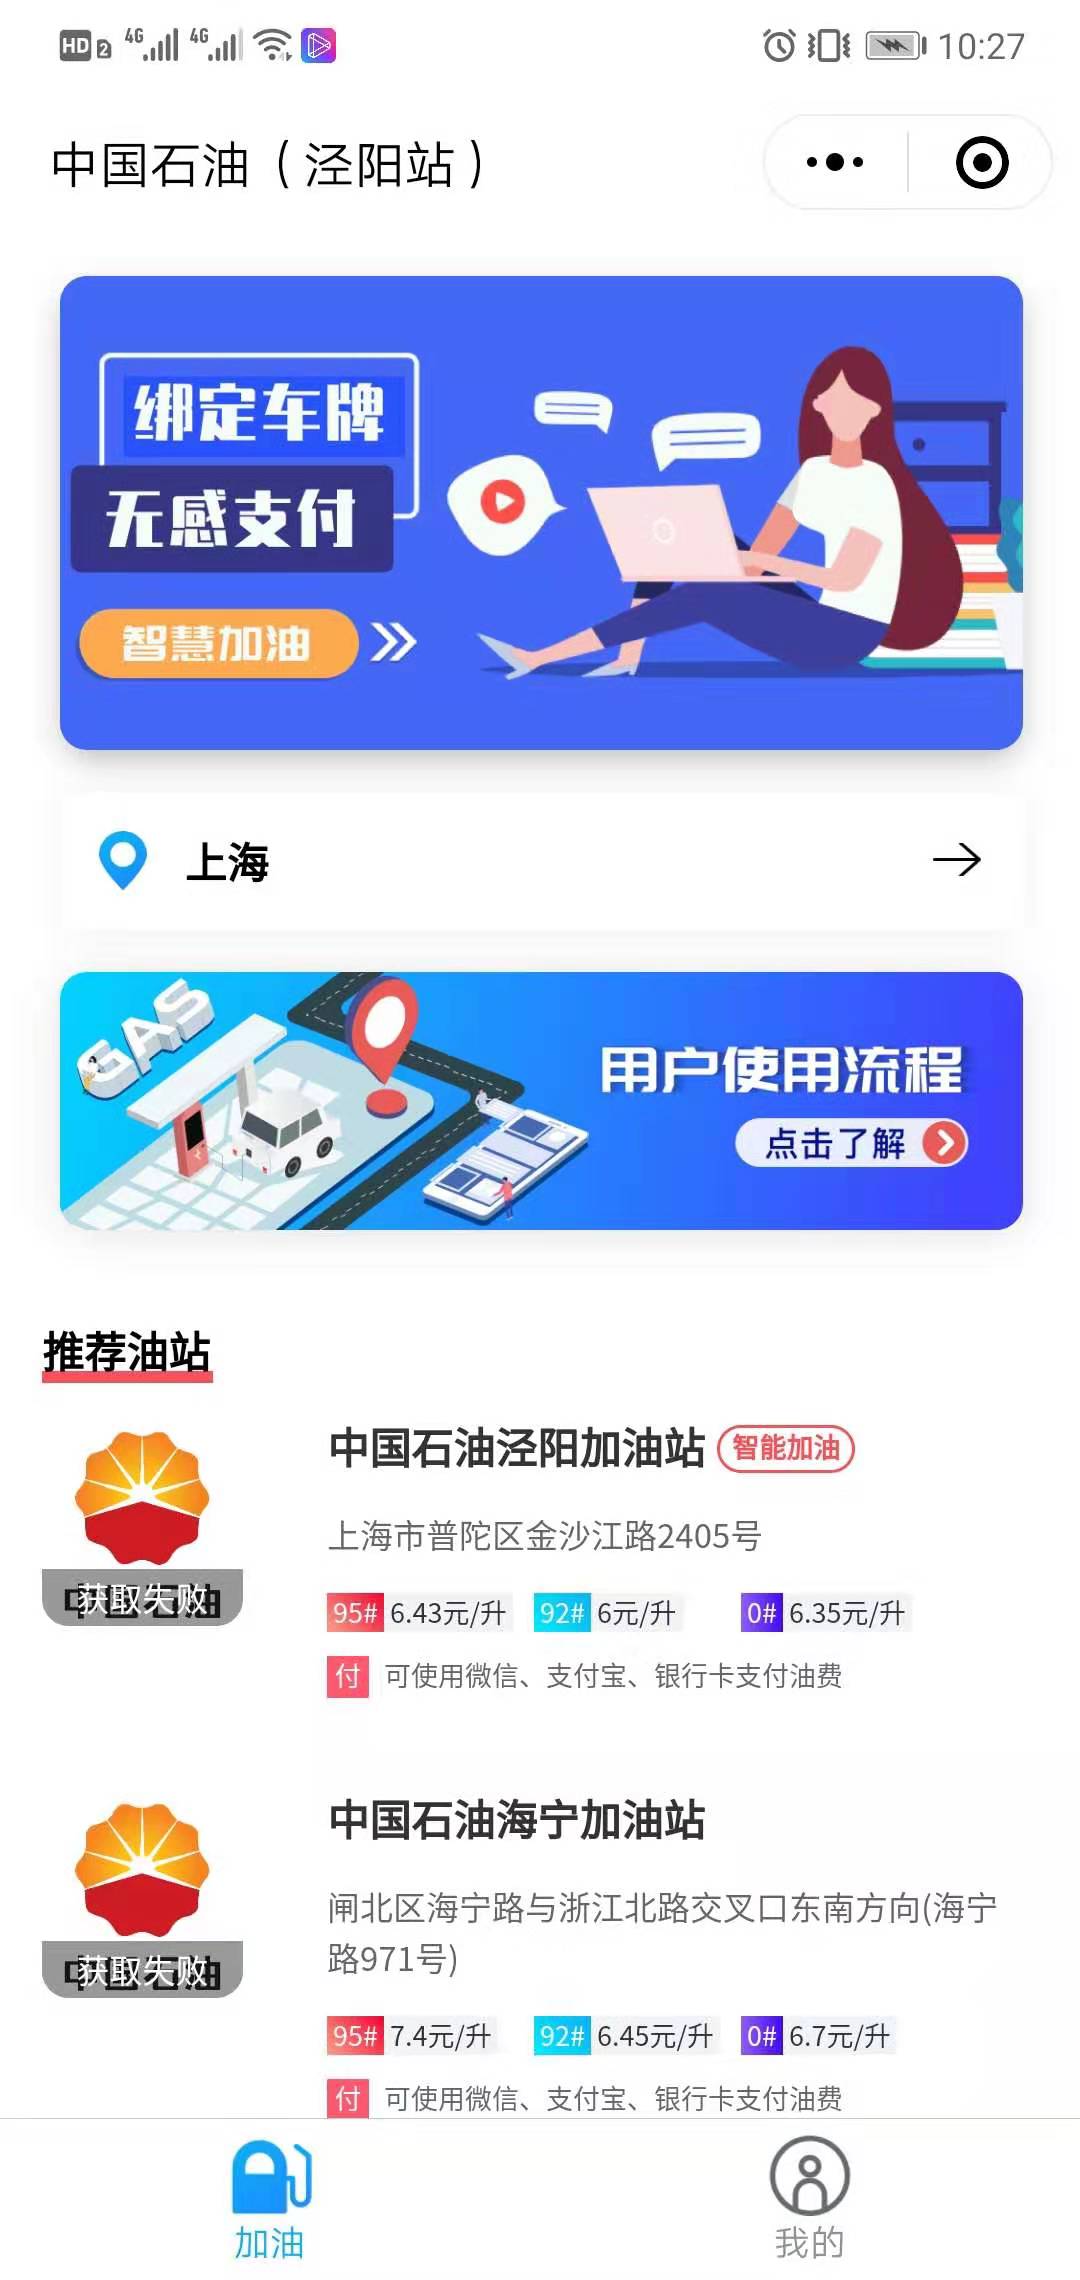 HD 2 4G 4G 10:27
中国石油（泾阳站）
绑定车牌
无感支付
智慧加油
上海
GAS
用户使用流程
点击了解
推荐油站
中国石油泾阳加油站 智能加油
上海市普陀区金沙江路2405号
中国石油
获取失败
95# 6.43元/升 92# 6元/升 0# 6.35元/升
付 可使用微信、支付宝、银行卡支付油费
中国石油海宁加油站
闸北区海宁路与浙江北路交叉口东南方向(海宁
路971号)
中国石油
获取失败
95# 7.4元/升 92# 6.45元/升 0# 6.7元/升
付 可使用微信、支付宝、银行卡支付油费
加油 我的